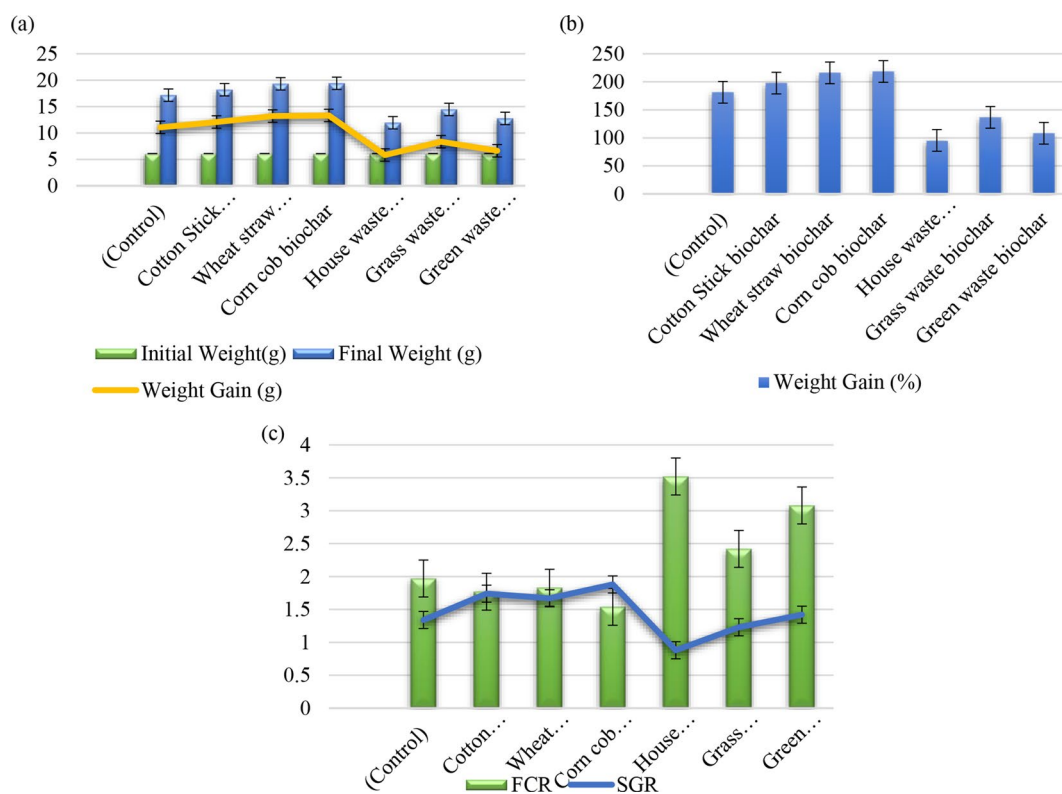 (a)
25
20
15
10
5
0
(Control)
Cotton Stick…
Wheat straw…
Corn cob biochar
House waste…
Grass waste…
Green waste…
Initial Weight(g)
Final Weight (g)
Weight Gain (g)
(b)
250
200
150
100
50
0
(Control)
Cotton Stick biochar
Wheat straw biochar
Corn cob biochar
House waste…
Grass waste biochar
Green waste biochar
Weight Gain (%)
(c)
4
3.5
3
2.5
2
1.5
1
0.5
0
(Control)
Cotton…
Wheat…
Corn cob…
House…
Grass…
Green…
FCR
SGR